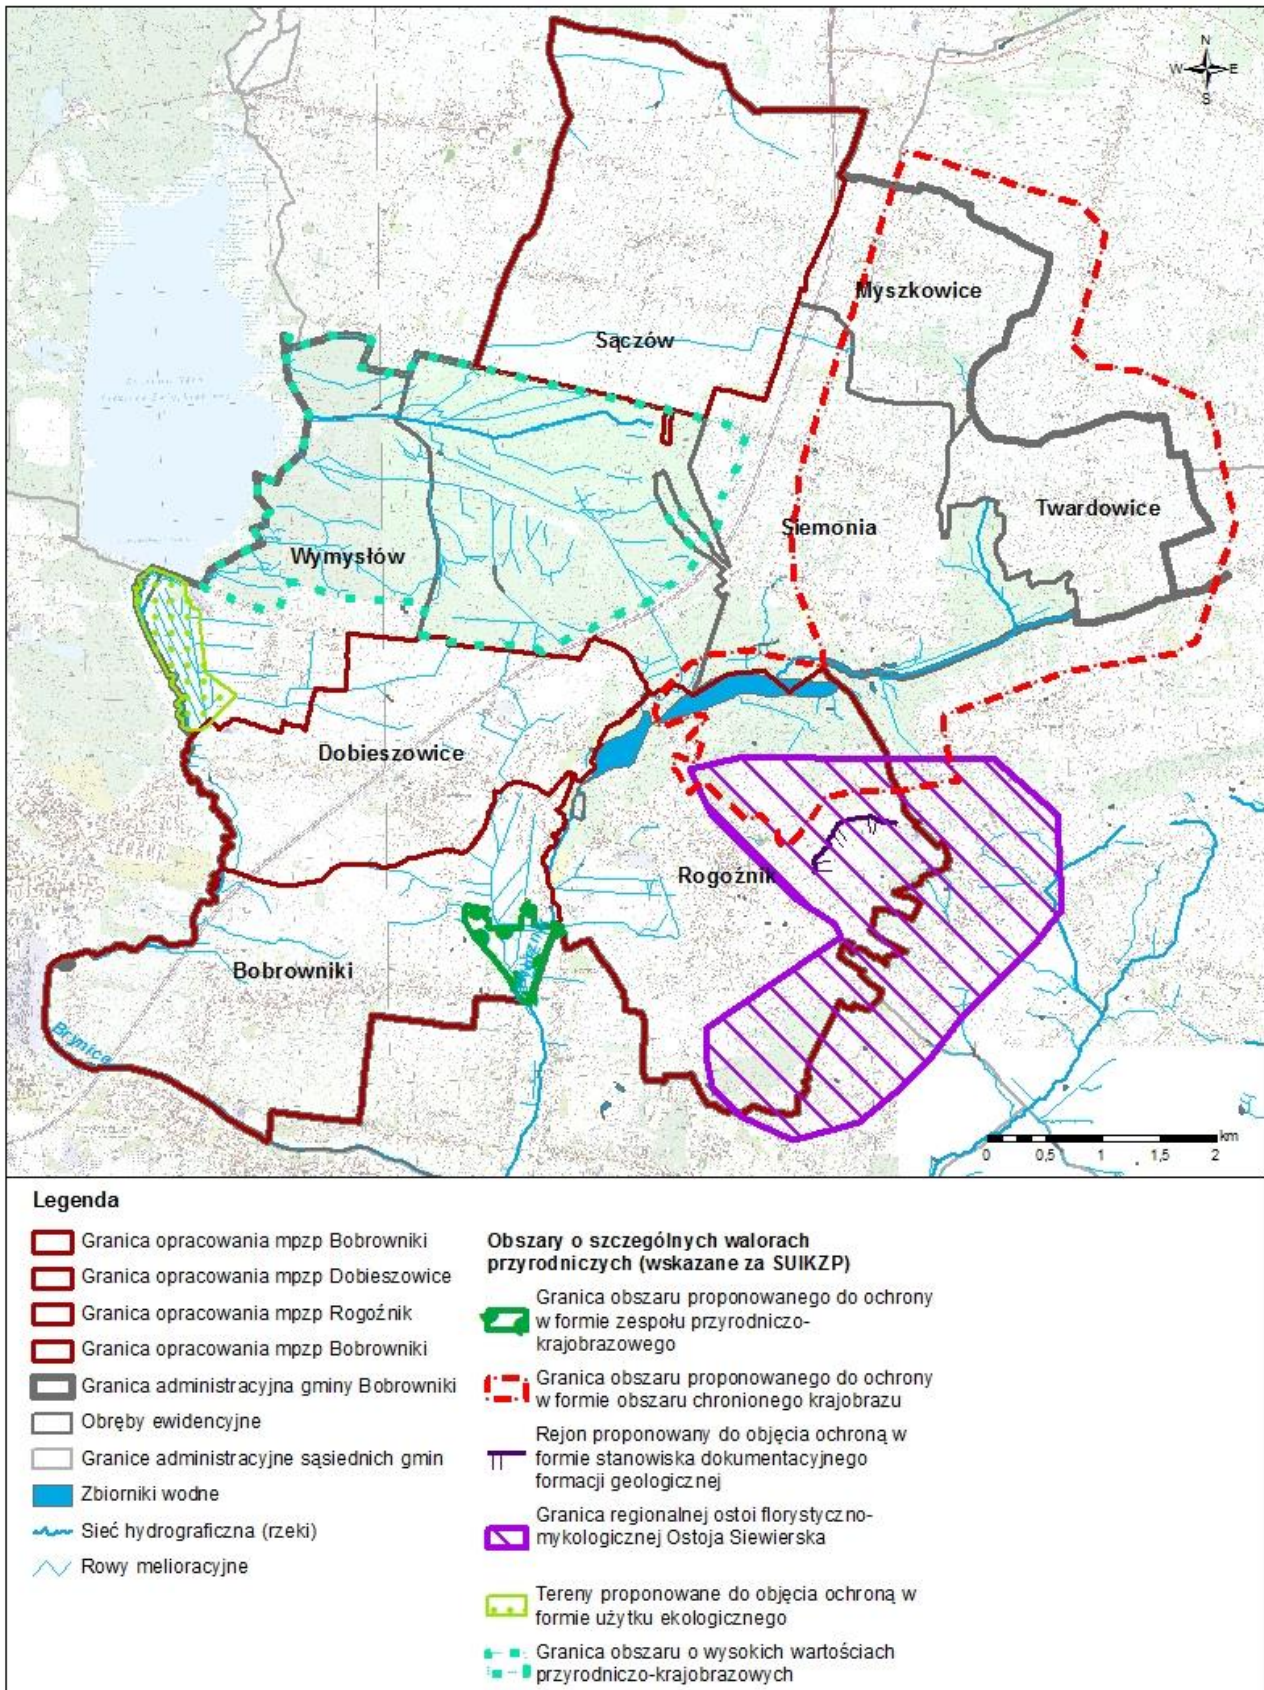 N
W E
S
Myszkowice
Sączów
Siemonia
Twardowice
Wymysłów
Dobieszowice
Rogoźnik
Bobrowniki
Brynica
km
0 0,5 1 1,5 2
Legenda
Granica opracowania mpzp Bobrowniki
Granica opracowania mpzp Dobieszowice
Granica opracowania mpzp Rogoźnik
Granica opracowania mpzp Bobrowniki
Granica administracyjna gminy Bobrowniki
Obręby ewidencyjne
Granice administracyjne sąsiednich gmin
Zbiorniki wodne
Sieć hydrograficzna (rzeki)
Rowy melioracyjne
Obszary o szczególnych walorach
przyrodniczych (wskazane za SUIKZP)
Granica obszaru proponowanego do ochrony
w formie zespołu przyrodniczo-
krajobrazowego
Granica obszaru proponowanego do ochrony
w formie obszaru chronionego krajobrazu
Rejon proponowany do objęcia ochroną w
formie stanowiska dokumentacyjnego
formacji geologicznej
Granica regionalnej ostoi florystyczno-
mykologicznej Ostoja Siewierska
Tereny proponowane do objęcia ochroną w
formie użytku ekologicznego
Granica obszaru o wysokich wartościach
przyrodniczo-krajobrazowych